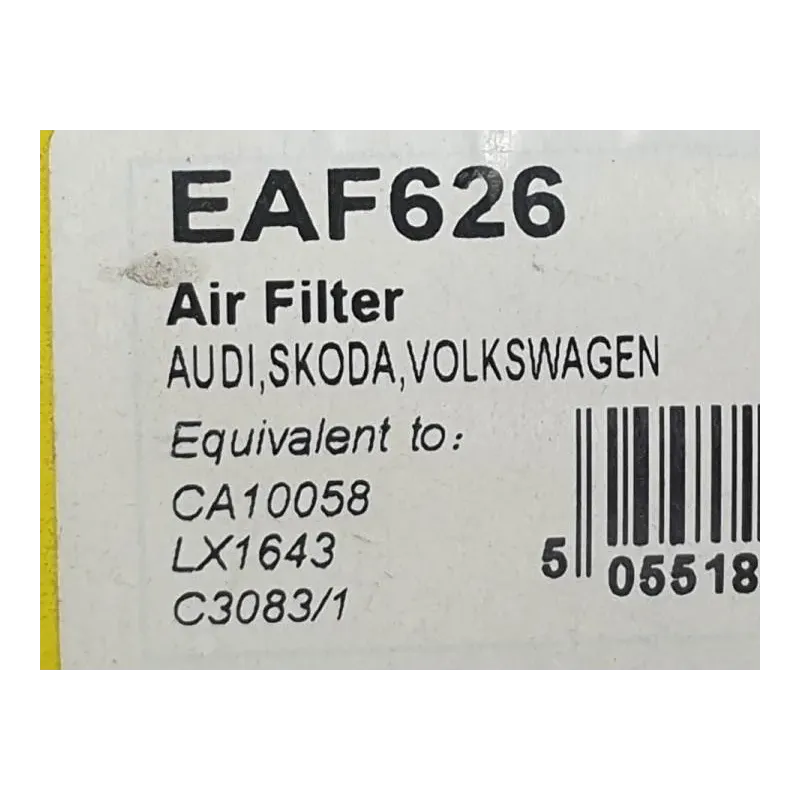 EAF626
Air Filter
AUDI,SKODA,VOLKSWAGEN
Equivalent to:
CA10058
LX1643
C3083/1
5 05518